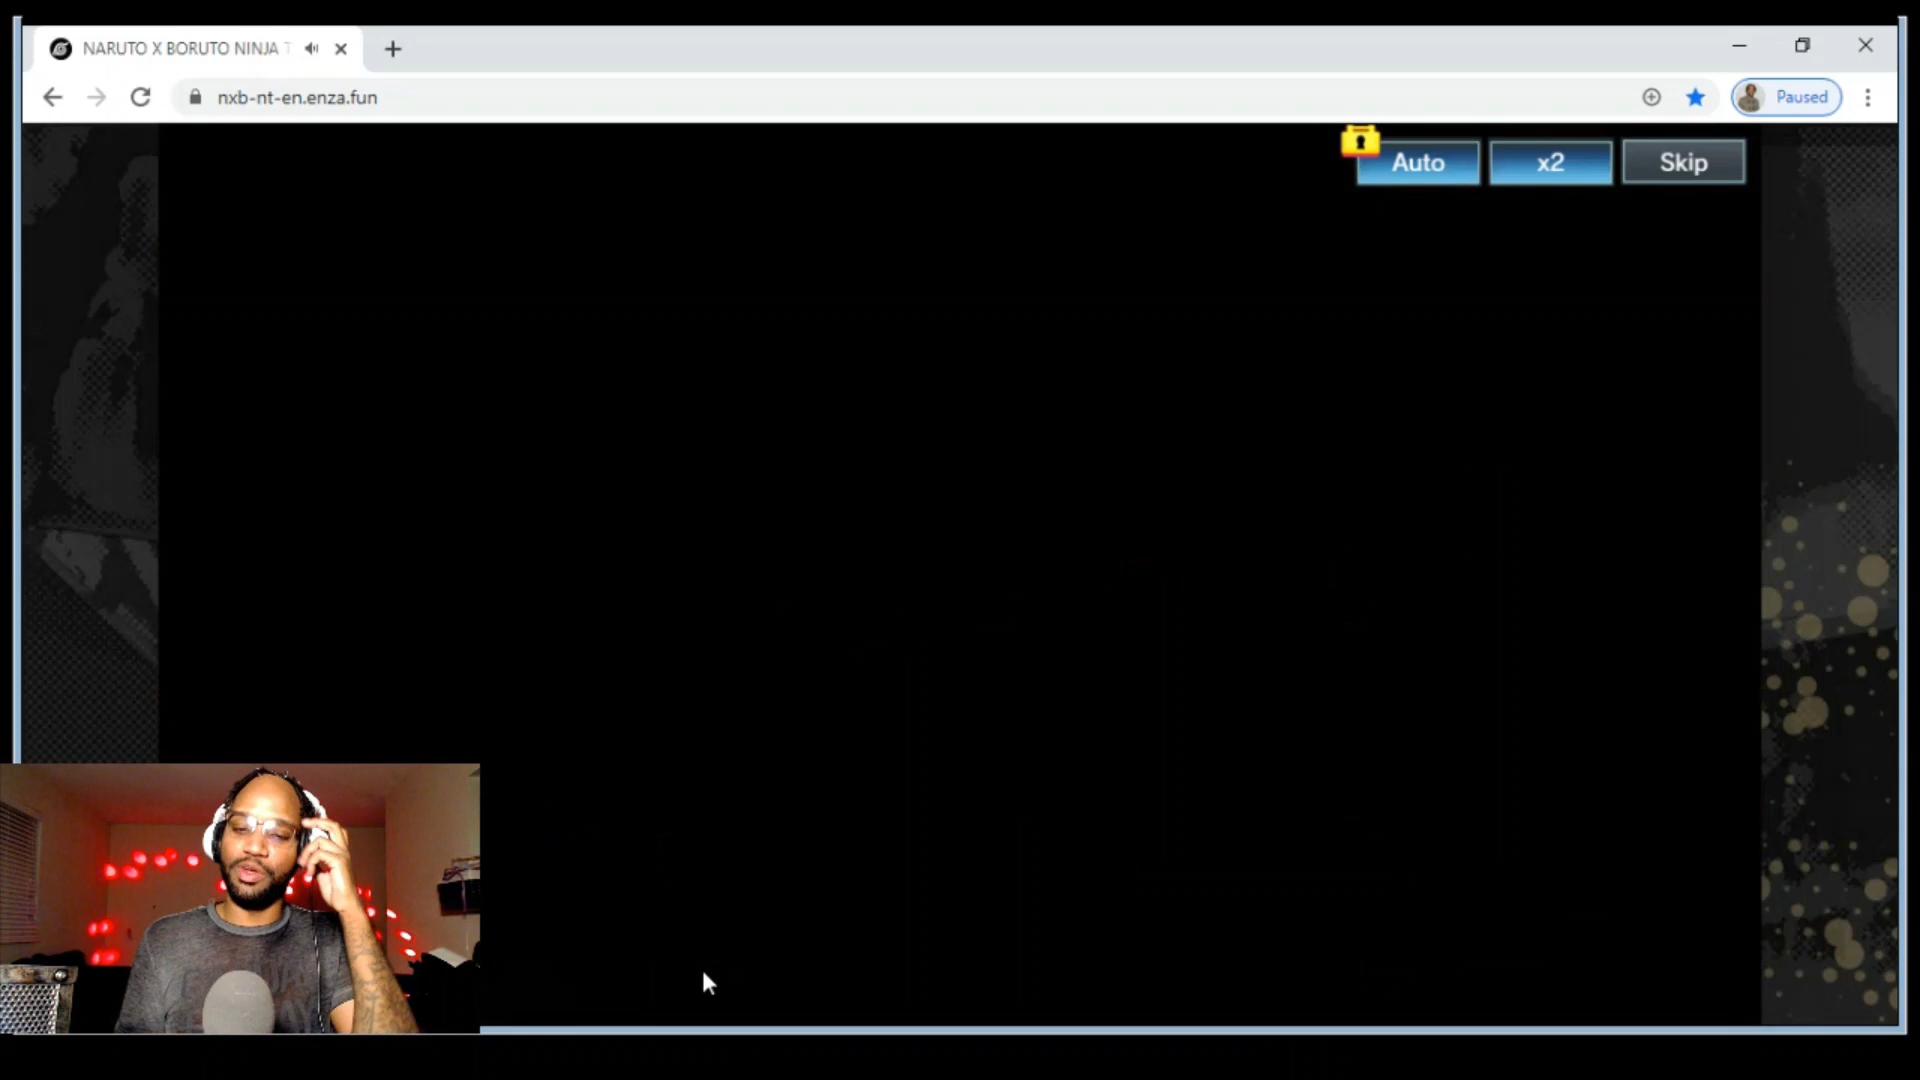 NARUTO X BORUTO NINJA T
nxb-nt-en.enza.fun
Paused
Auto
x2
Skip